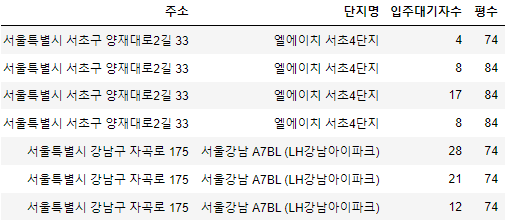 주소 단지명 입주대기자수 평수
서울특별시 서초구 양재대로2길 33 엘에이치 서초4단지 4 74
서울특별시 서초구 양재대로2길 33 엘에이치 서초4단지 8 84
서울특별시 서초구 양재대로2길 33 엘에이치 서초4단지 17 84
서울특별시 서초구 양재대로2길 33 엘에이치 서초4단지 8 84
서울특별시 강남구 자곡로 175 서울강남 A7BL (LH강남아이파크) 28 74
서울특별시 강남구 자곡로 175 서울강남 A7BL (LH강남아이파크) 21 74
서울특별시 강남구 자곡로 175 서울강남 A7BL (LH강남아이파크) 12 74